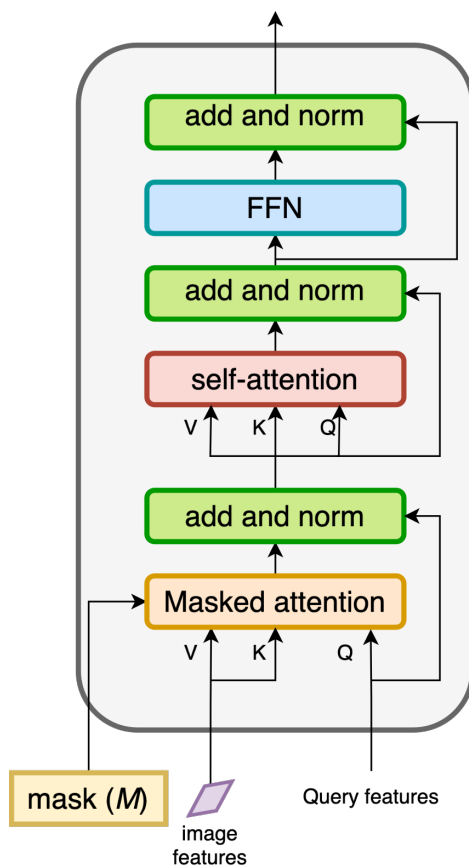 add and norm
FFN
add and norm
self-attention
V K Q
add and norm
Masked attention
V K Q
mask (M)
Query features
image
features